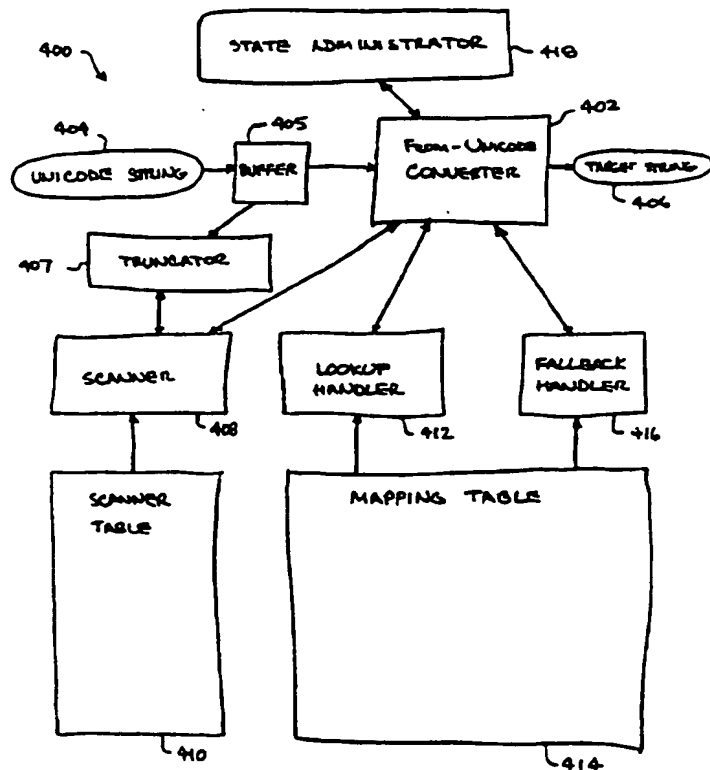 400
STATE ADMINISTRATOR
418
404
405
402
UNICODE STRING
BUFFER
FROM-UNICODE
CONVERTER
TARGET STRING
406
407
TRUNCATOR
SCANNER
408
LOOKUP
HANDLER
412
FALLBACK
HANDLER
416
SCANNER
TABLE
410
MAPPING TABLE
414